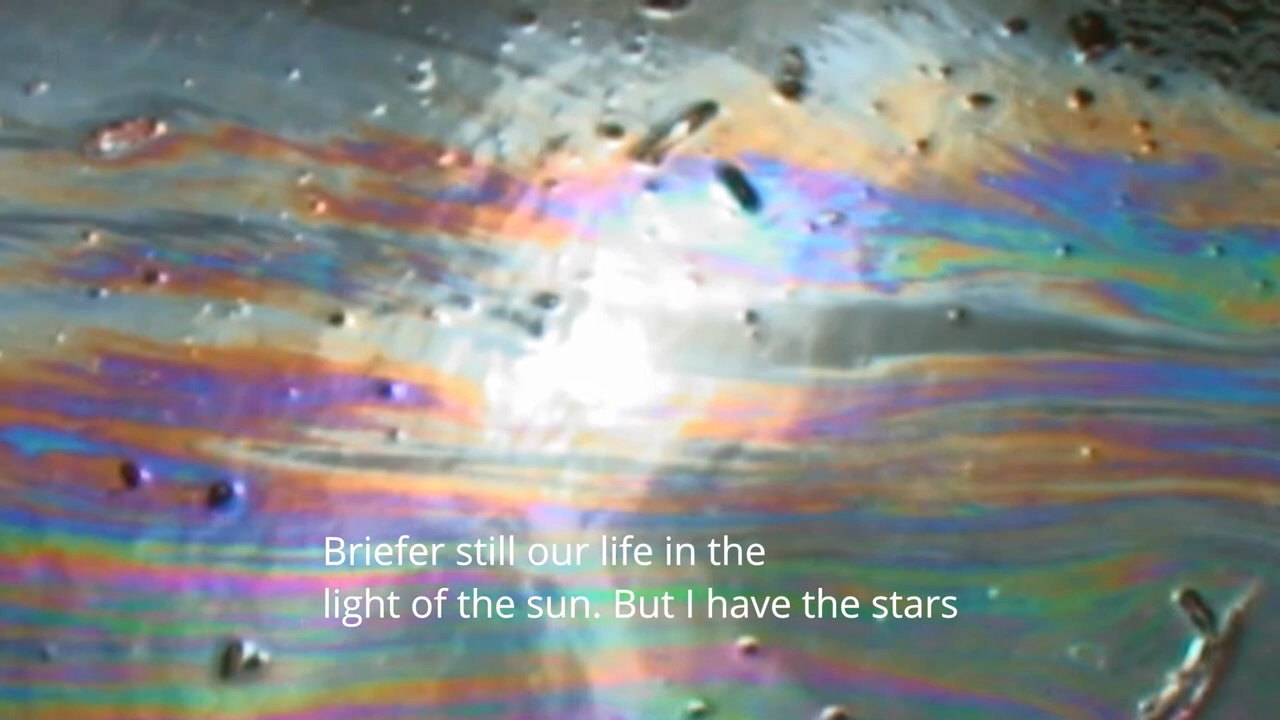 Briefer still our life in the
light of the sun. But I have the stars